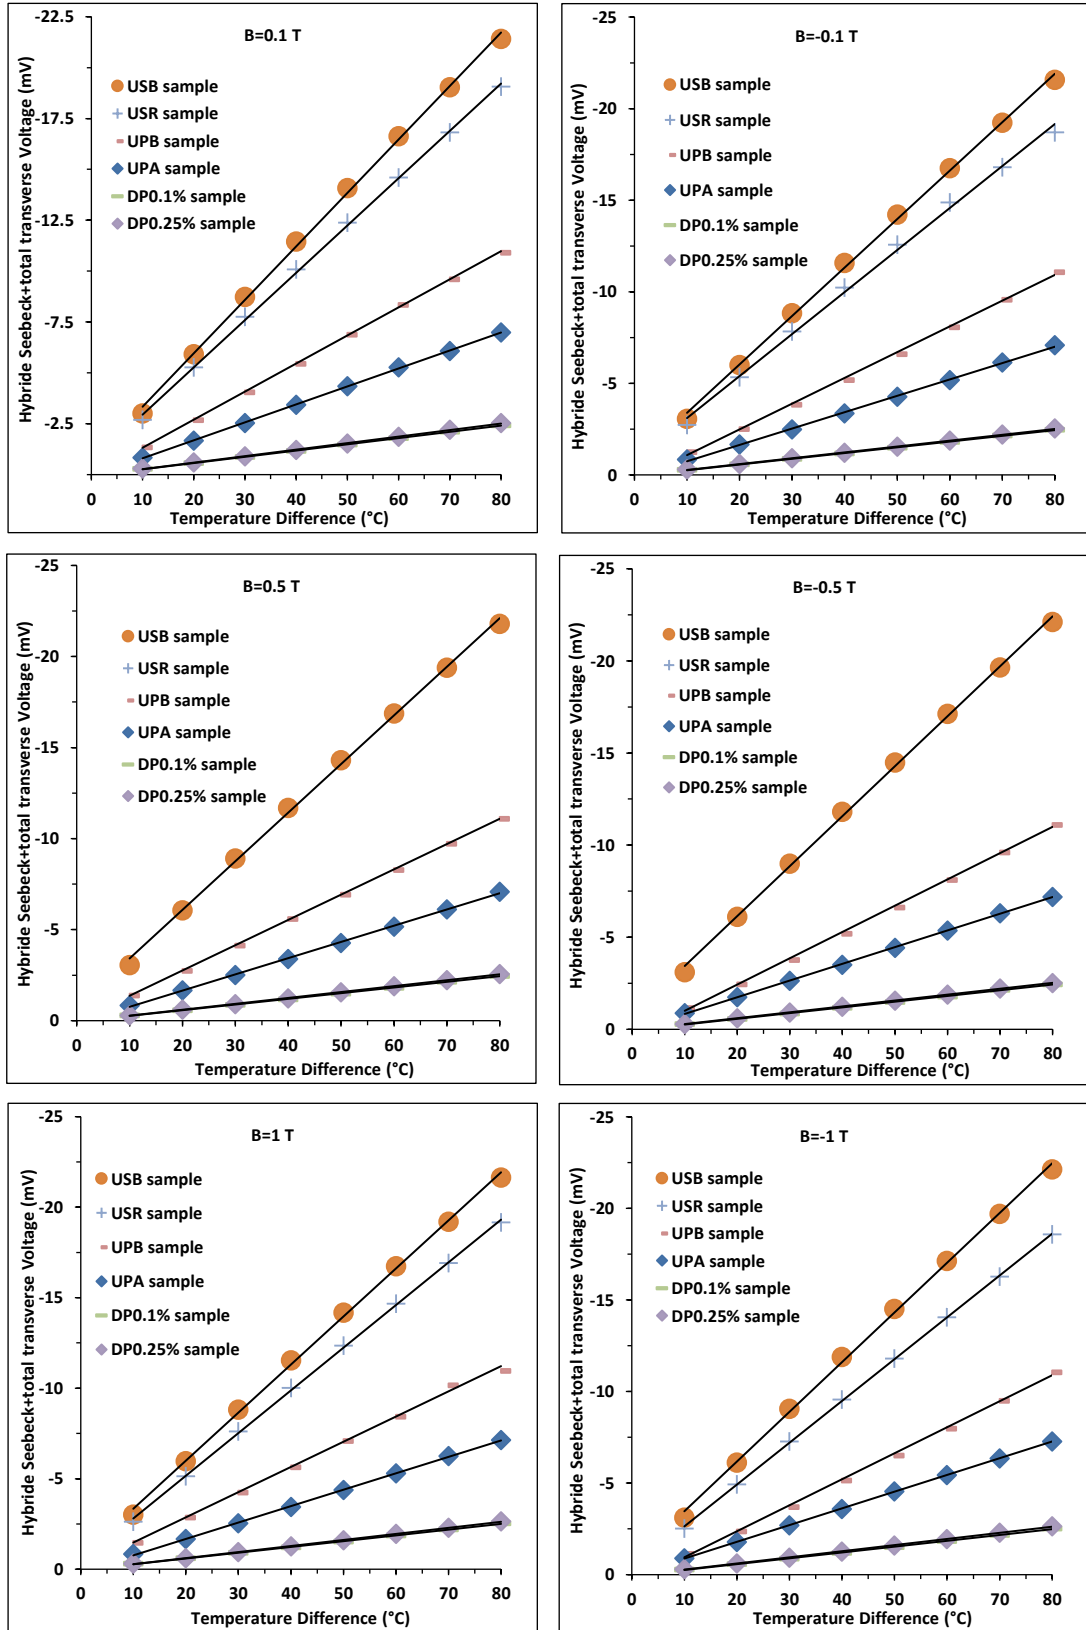 B=0.1 T
Hybride Seebeck+total transverse Voltage (mV)
-22.5
-17.5
-12.5
-7.5
-2.5
USB sample
USR sample
UPB sample
UPA sample
DP0.1% sample
DP0.25% sample
0 10 20 30 40 50 60 70 80
Temperature Difference (°C)
B=-0.1 T
Hybride Seebeck+total transverse Voltage (mV)
-25
-20
-15
-10
-5
0
USB sample
USR sample
UPB sample
UPA sample
DP0.1% sample
DP0.25% sample
0 10 20 30 40 50 60 70 80
Temperature Difference (°C)
B=0.5 T
Hybride Seebeck+total transverse Voltage (mV)
-25
-20
-15
-10
-5
0
USB sample
USR sample
UPB sample
UPA sample
DP0.1% sample
DP0.25% sample
0 10 20 30 40 50 60 70 80
Temperature Difference (°C)
B=-0.5 T
Hybride Seebeck+total transverse Voltage (mV)
-25
-20
-15
-10
-5
0
USB sample
USR sample
UPB sample
UPA sample
DP0.1% sample
DP0.25% sample
0 10 20 30 40 50 60 70 80
Temperature Difference (°C)
B=1 T
Hybride Seebeck+total transverse Voltage (mV)
-25
-20
-15
-10
-5
0
USB sample
USR sample
UPB sample
UPA sample
DP0.1% sample
DP0.25% sample
0 10 20 30 40 50 60 70 80
Temperature Difference (°C)
B=-1 T
Hybride Seebeck+total transverse Voltage (mV)
-25
-20
-15
-10
-5
0
USB sample
USR sample
UPB sample
UPA sample
DP0.1% sample
DP0.25% sample
0 10 20 30 40 50 60 70 80
Temperature Difference (°C)